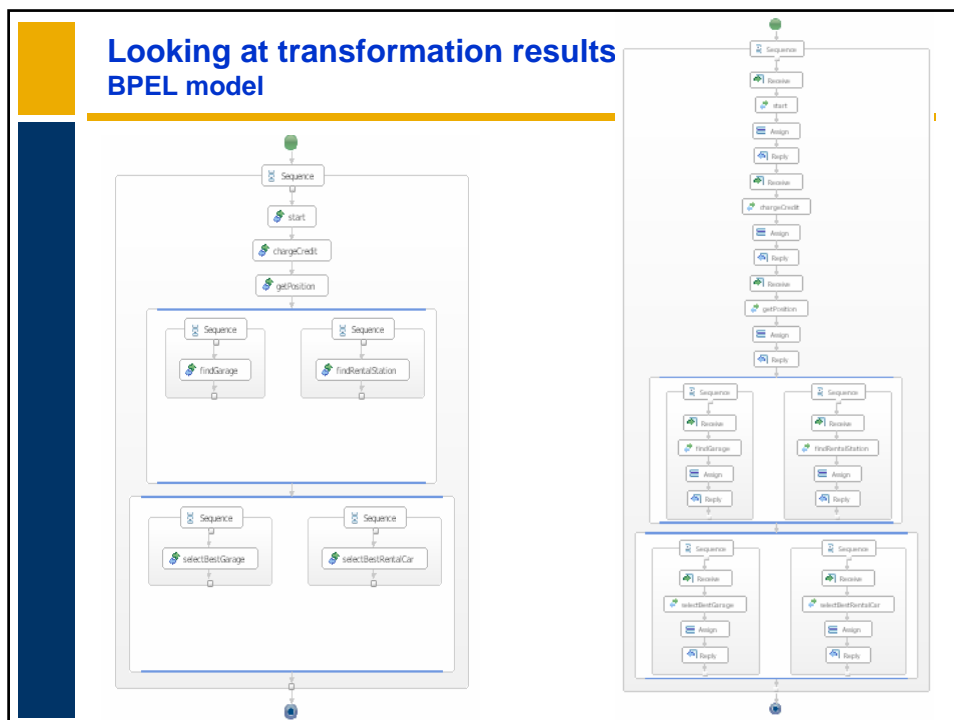 Looking at transformation results
BPEL model
Sequence
start
chargeCredit
getPosition
Sequence
Sequence
findGarage
findRentalStation
Sequence
Sequence
selectBestGarage
selectBestRentalCar
Sequence
Receive
start
Assign
Reply
Receive
chargeCredit
Assign
Reply
Receive
getPosition
Assign
Reply
Sequence
Sequence
Receive
Receive
findGarage
findRentalStation
Assign
Assign
Reply
Reply
Sequence
Sequence
Receive
Receive
selectBestGarage
selectBestRentalCar
Assign
Assign
Reply
Reply